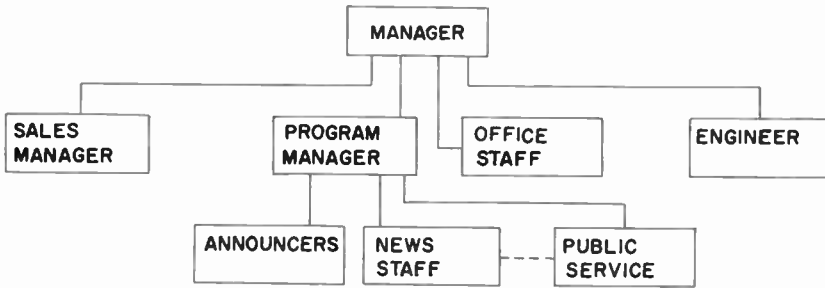 MANAGER
SALES
MANAGER
PROGRAM
MANAGER
OFFICE
STAFF
ENGINEER
ANNOUNCERS
NEWS
STAFF
PUBLIC
SERVICE